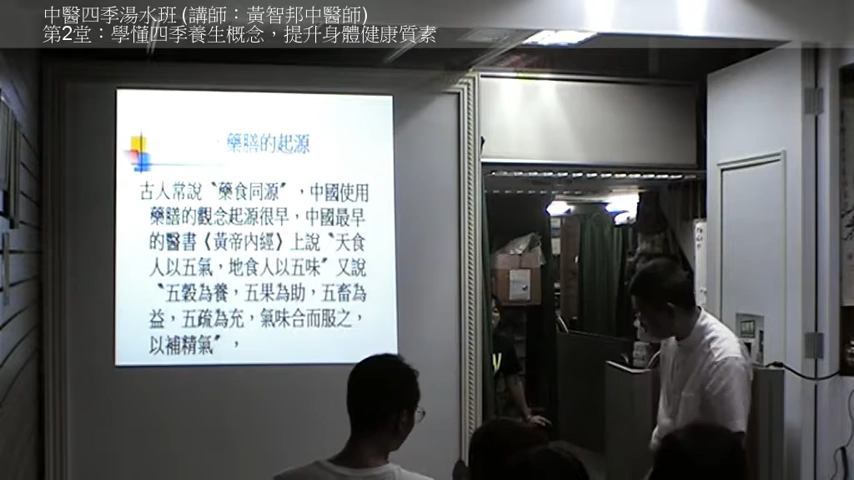 中醫四季湯水班 (講師：黃智邦中醫師)
第2堂：學懂四季養生概念，提升身體健康質素
藥膳的起源
古人常說〝藥食同源〞，中國使用
藥膳的觀念起源很早，中國最早
的醫書《黃帝內經》上說〝天食
人以五氣，地食人以五味〞又說
〝五穀為養，五果為助，五畜為
益，五疏為充，氣味合而服之，
以補精氣〞，